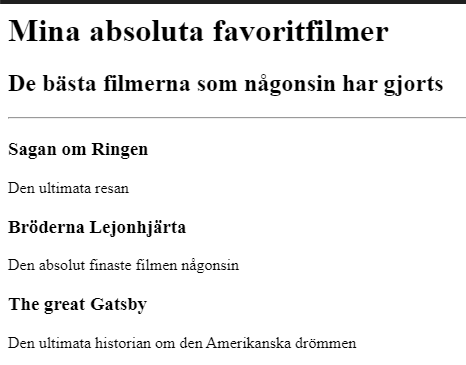 Mina absoluta favoritfilmer
De bästa filmerna som någonsin har gjorts
Sagan om Ringen
Den ultimata resan
Bröderna Lejonhjärta
Den absolut finaste filmen någonsin
The great Gatsby
Den ultimata historian om den Amerikanska drömmen